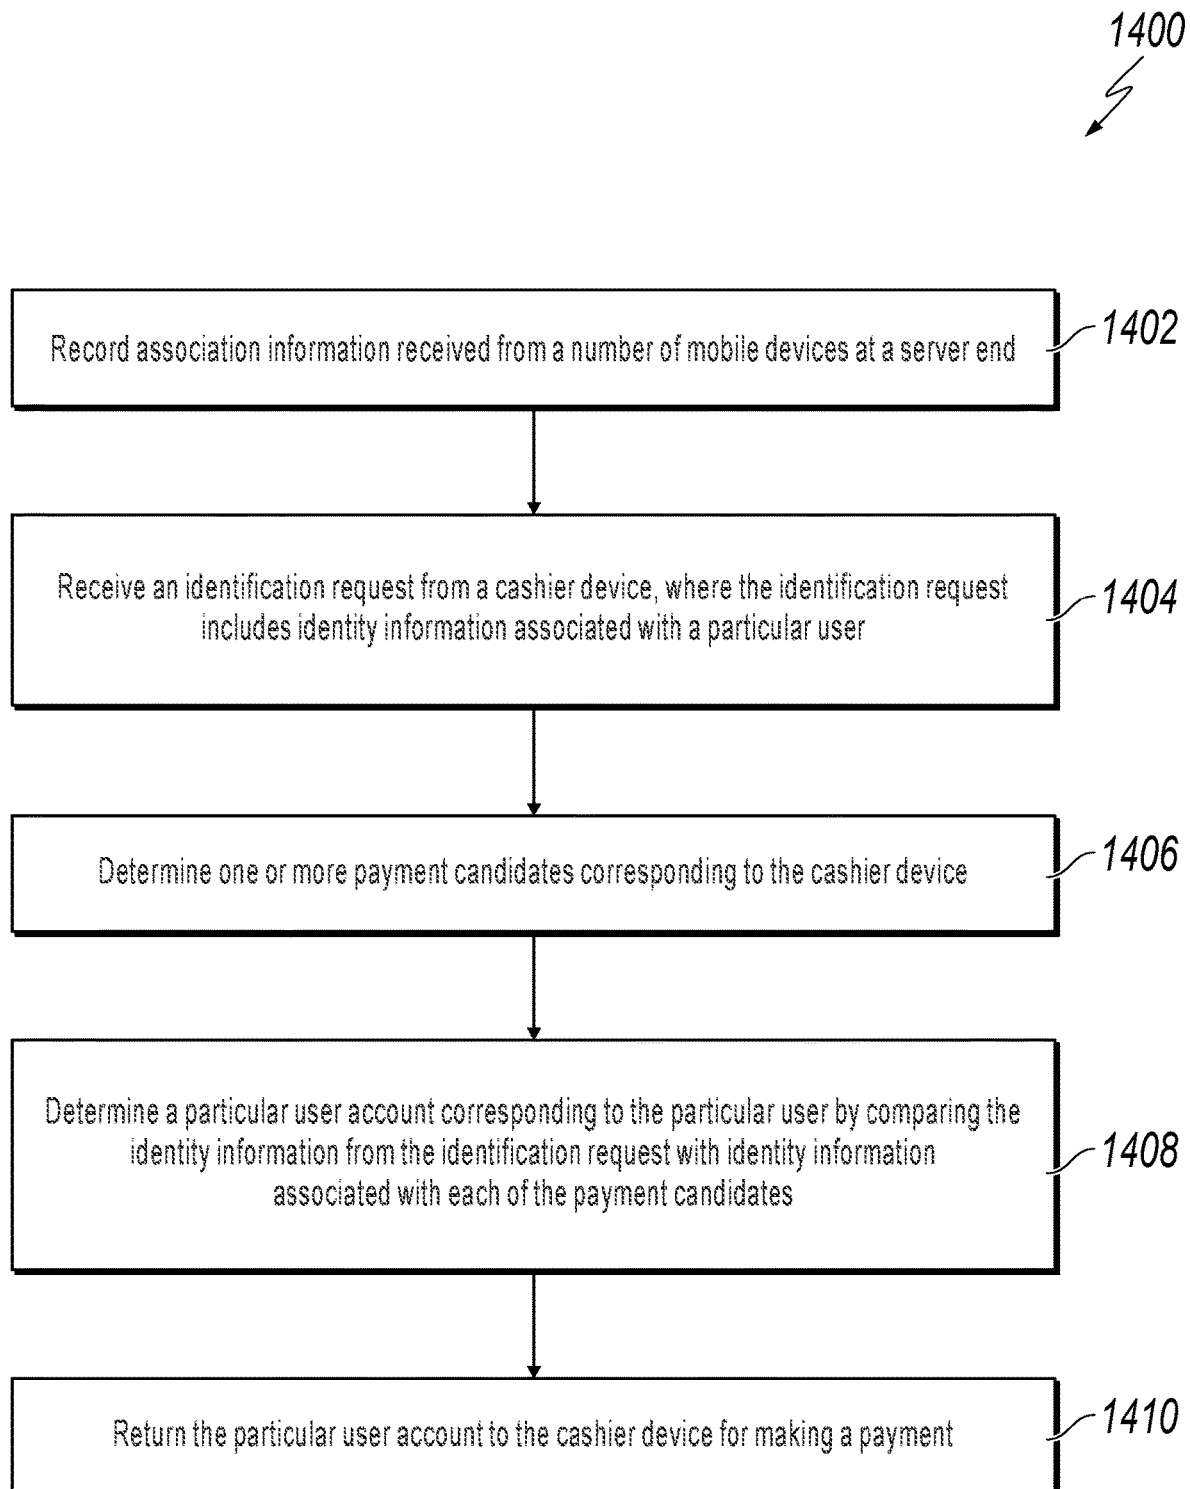 1400
Record association information received from a number of mobile devices at a server end
1402
Receive an identification request from a cashier device, where the identification request
includes identity information associated with a particular user
1404
Determine one or more payment candidates corresponding to the cashier device
1406
Determine a particular user account corresponding to the particular user by comparing the
identity information from the identification request with identity information
associated with each of the payment candidates
1408
Return the particular user account to the cashier device for making a payment
1410